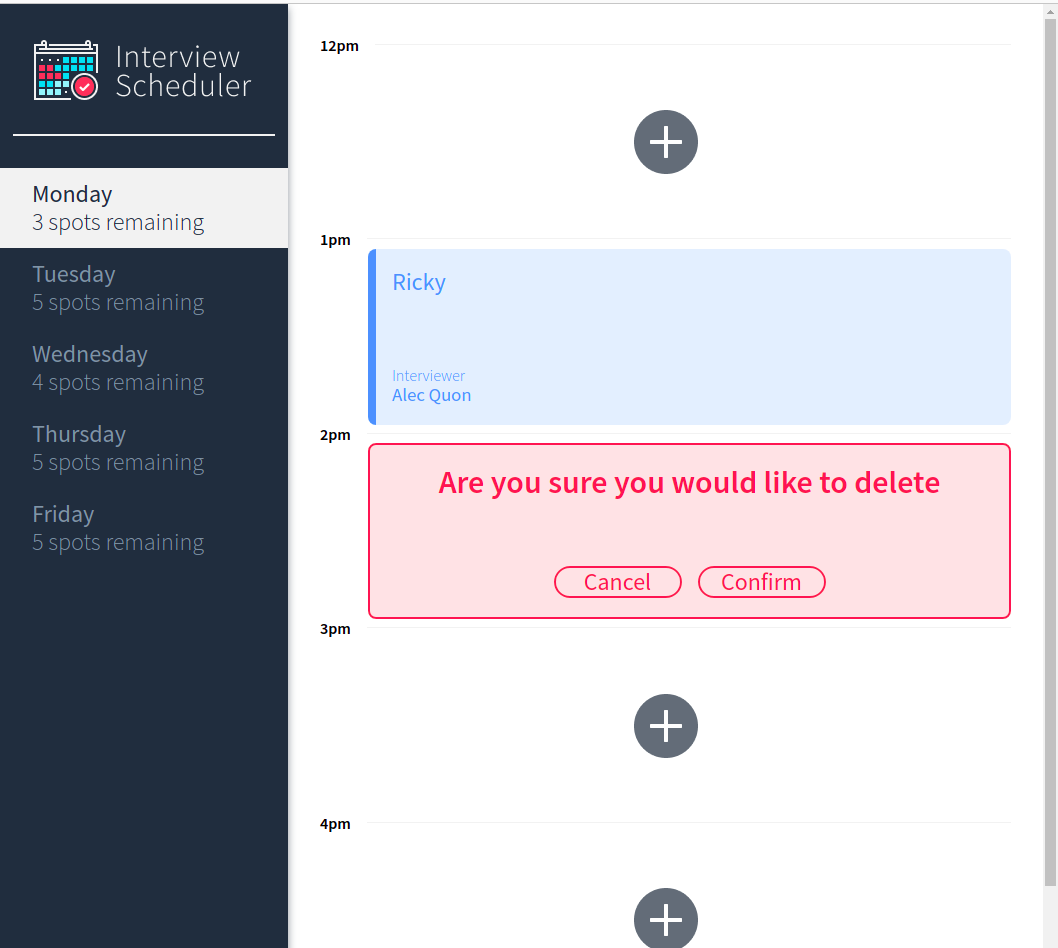 Interview
Scheduler
Monday
3 spots remaining
Tuesday
5 spots remaining
Wednesday
4 spots remaining
Thursday
5 spots remaining
Friday
5 spots remaining
12pm
1pm
Ricky
Interviewer
Alec Quon
2pm
Are you sure you would like to delete
Cancel Confirm
3pm
4pm